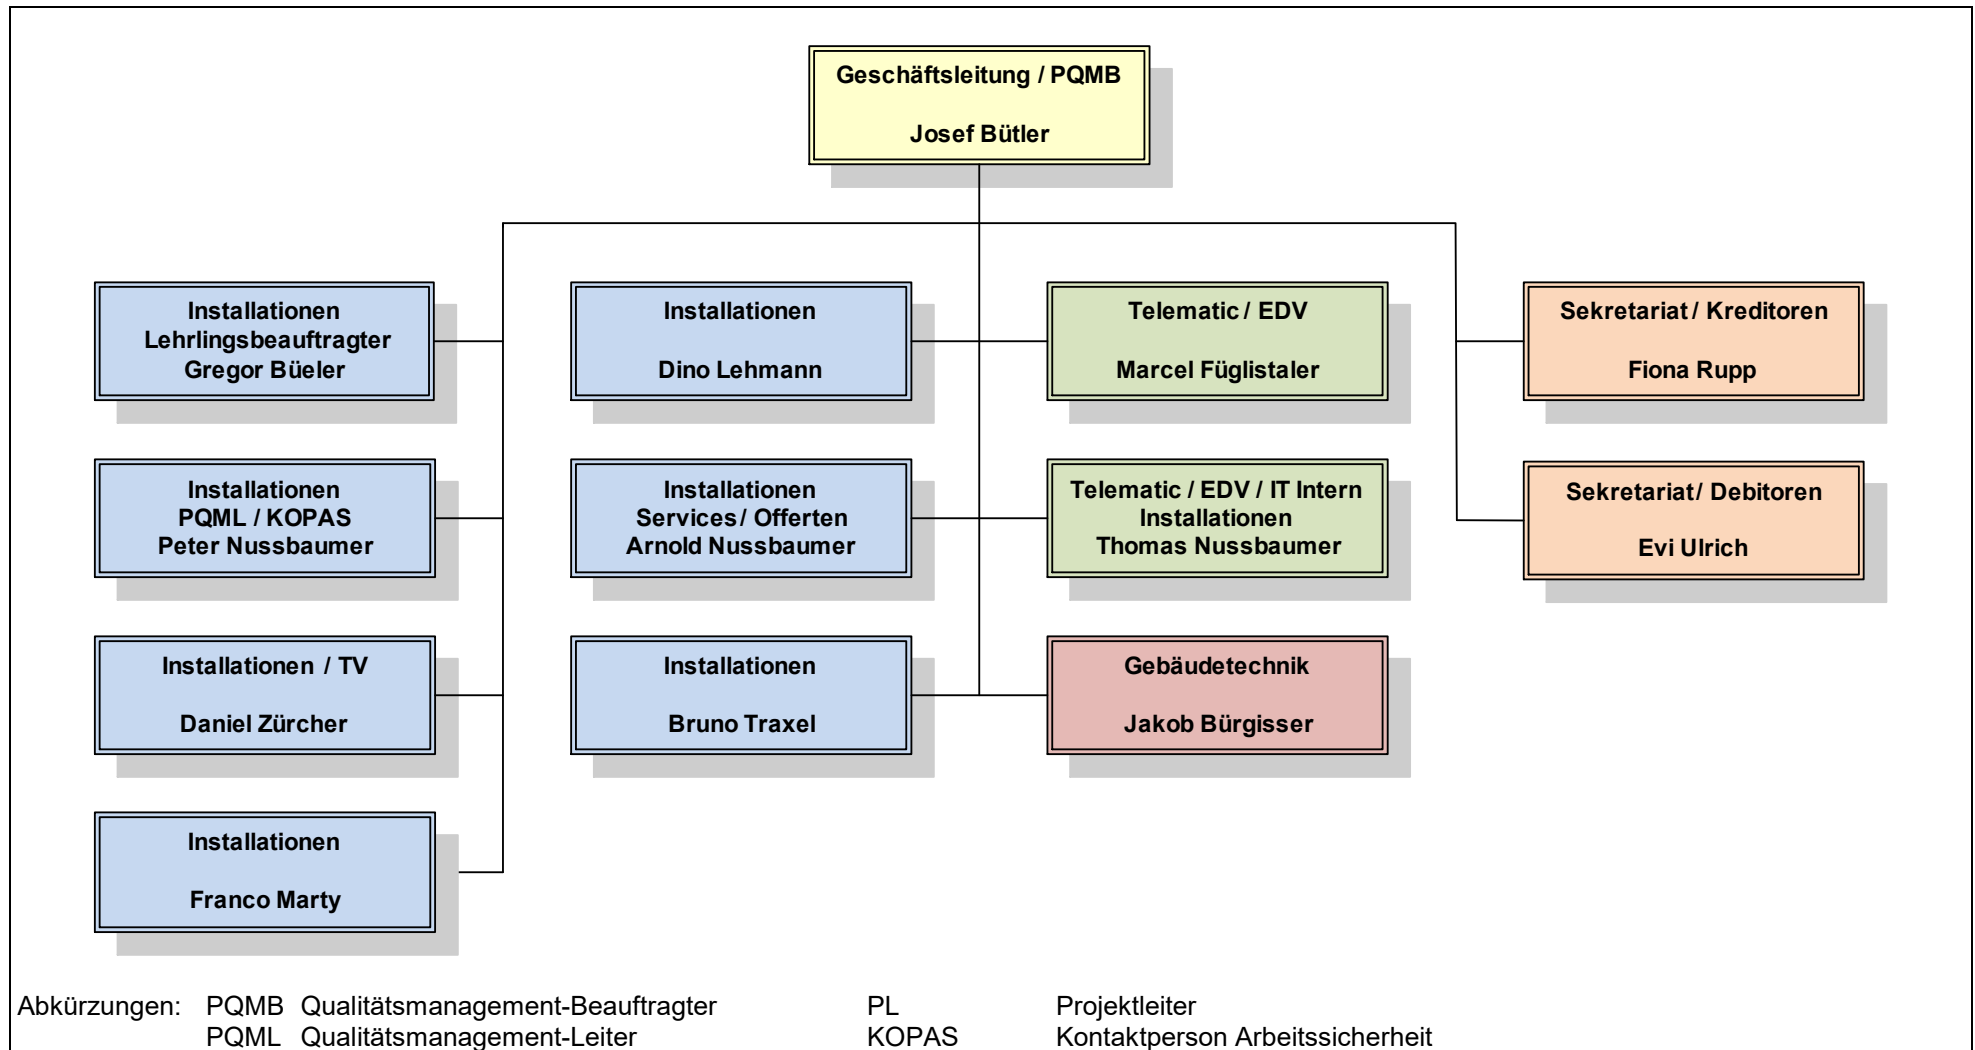 Geschäftsleitung / PQMB
Josef Bütler
Installationen
Lehrlingsbeauftragter
Gregor Büeler
Installationen
Dino Lehmann
Telematic / EDV
Marcel Füglistaler
Sekretariat / Kreditoren
Fiona Rupp
Installationen
PQML / KOPAS
Peter Nussbaumer
Installationen
Services / Offerten
Arnold Nussbaumer
Telematic / EDV / IT Intern
Installationen
Thomas Nussbaumer
Sekretariat / Debitoren
Evi Ulrich
Installationen / TV
Daniel Zürcher
Installationen
Bruno Traxel
Gebäudetechnik
Jakob Bürgisser
Installationen
Franco Marty
Abkürzungen: PQMB Qualitätsmanagement-Beauftragter PL Projektleiter
PQML Qualitätsmanagement-Leiter KOPAS Kontaktperson Arbeitssicherheit